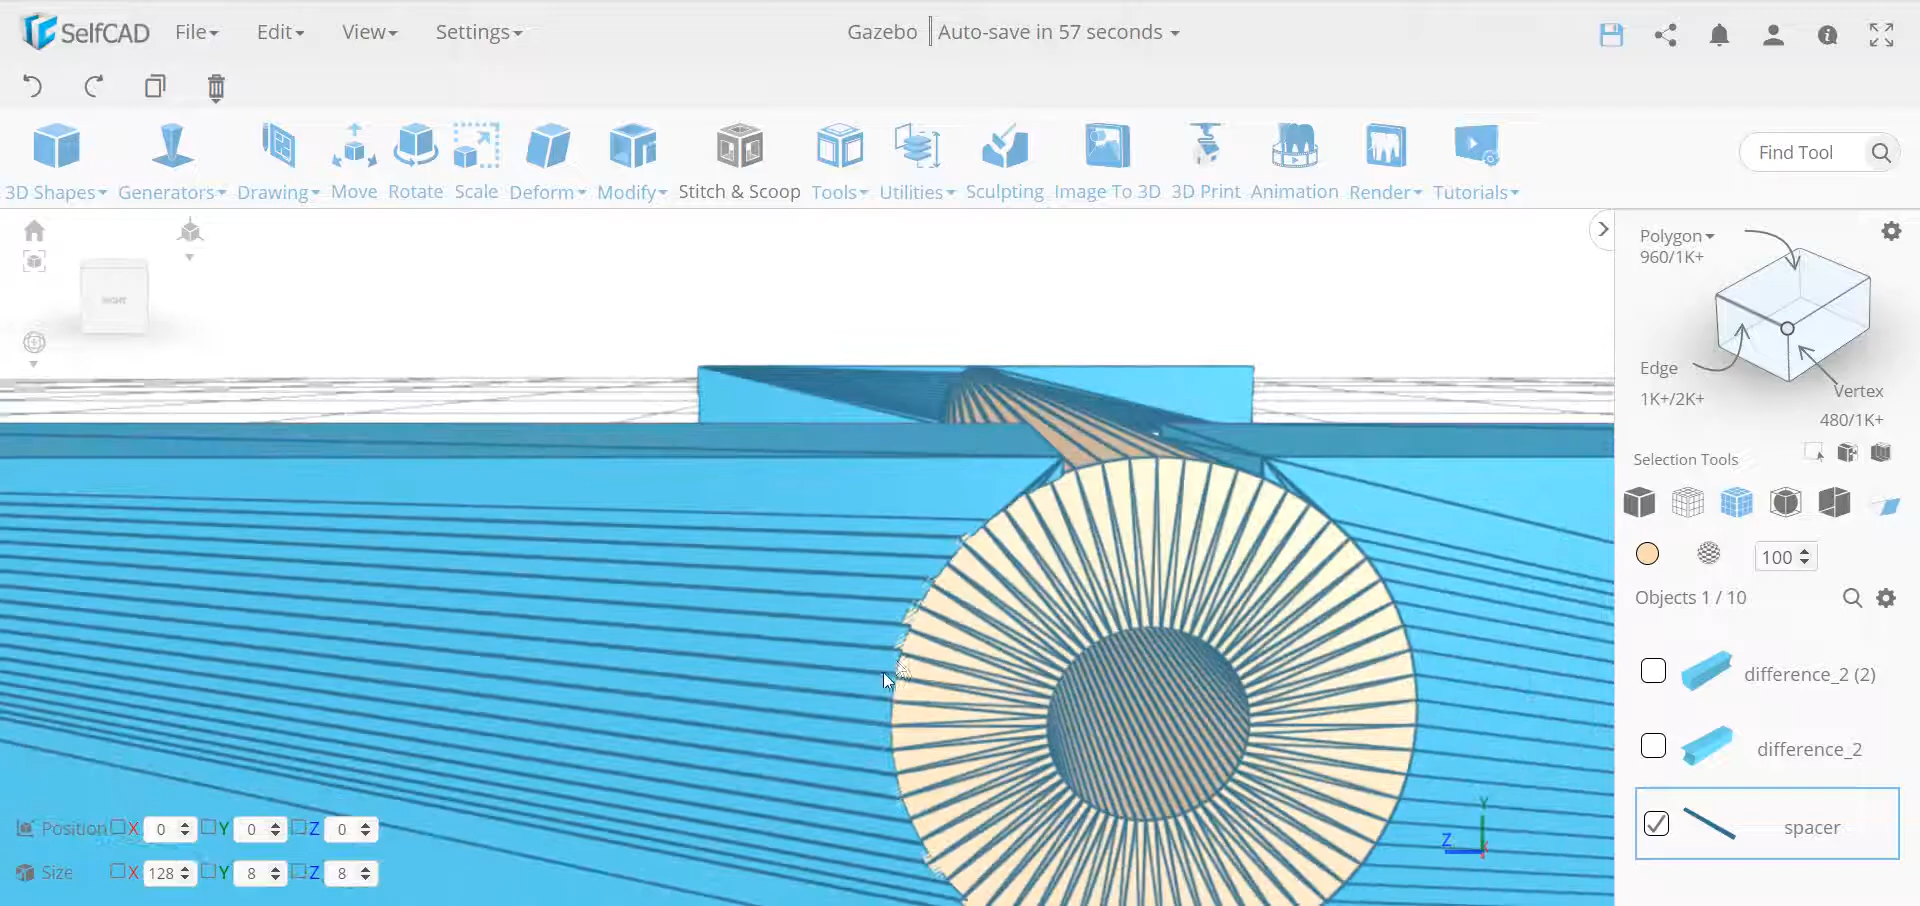 SelfCAD File Edit View Settings Gazebo Auto-save in 57 seconds
3D Shapes Generators Drawing Move Rotate Scale Deform Modify Stitch & Scoop Tools Utilities Sculpting Image To 3D 3D Print Animation Render Tutorials
Find Tool
RIGHT
Polygon
960/1K+
Edge
1K+/2K+
Vertex
480/1K+
Selection Tools
100
Objects 1 / 10
difference_2 (2)
difference_2
spacer
Position X 0 Y 0 Z 0
Size X 128 Y 8 Z 8
Y
Z
X